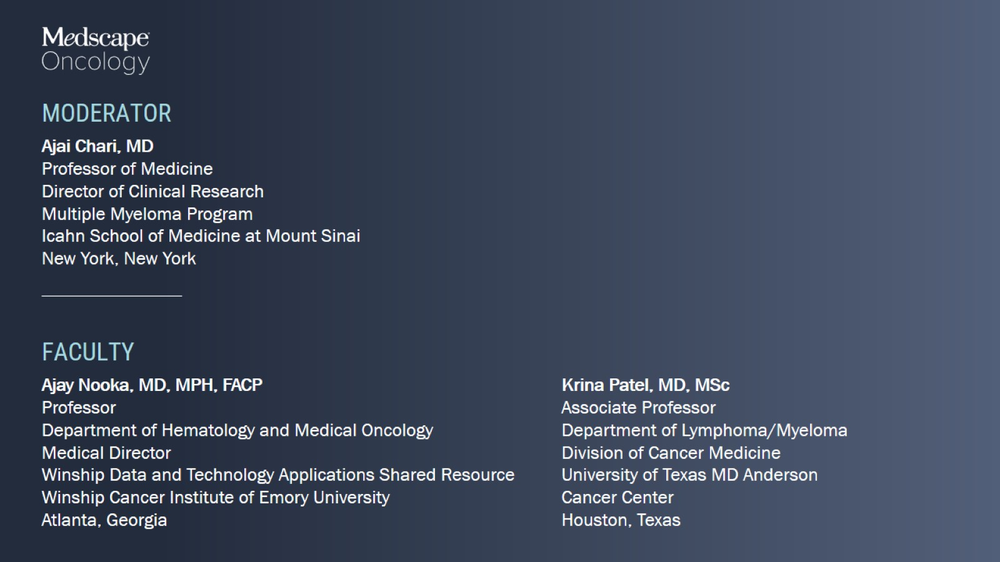 Medscape
Oncology
MODERATOR
Ajai Chari, MD
Professor of Medicine
Director of Clinical Research
Multiple Myeloma Program
Icahn School of Medicine at Mount Sinai
New York, New York
FACULTY
Ajay Nooka, MD, MPH, FACP
Professor
Department of Hematology and Medical Oncology
Medical Director
Winship Data and Technology Applications Shared Resource
Winship Cancer Institute of Emory University
Atlanta, Georgia
Krina Patel, MD, MSc
Associate Professor
Department of Lymphoma/Myeloma
Division of Cancer Medicine
University of Texas MD Anderson
Cancer Center
Houston, Texas